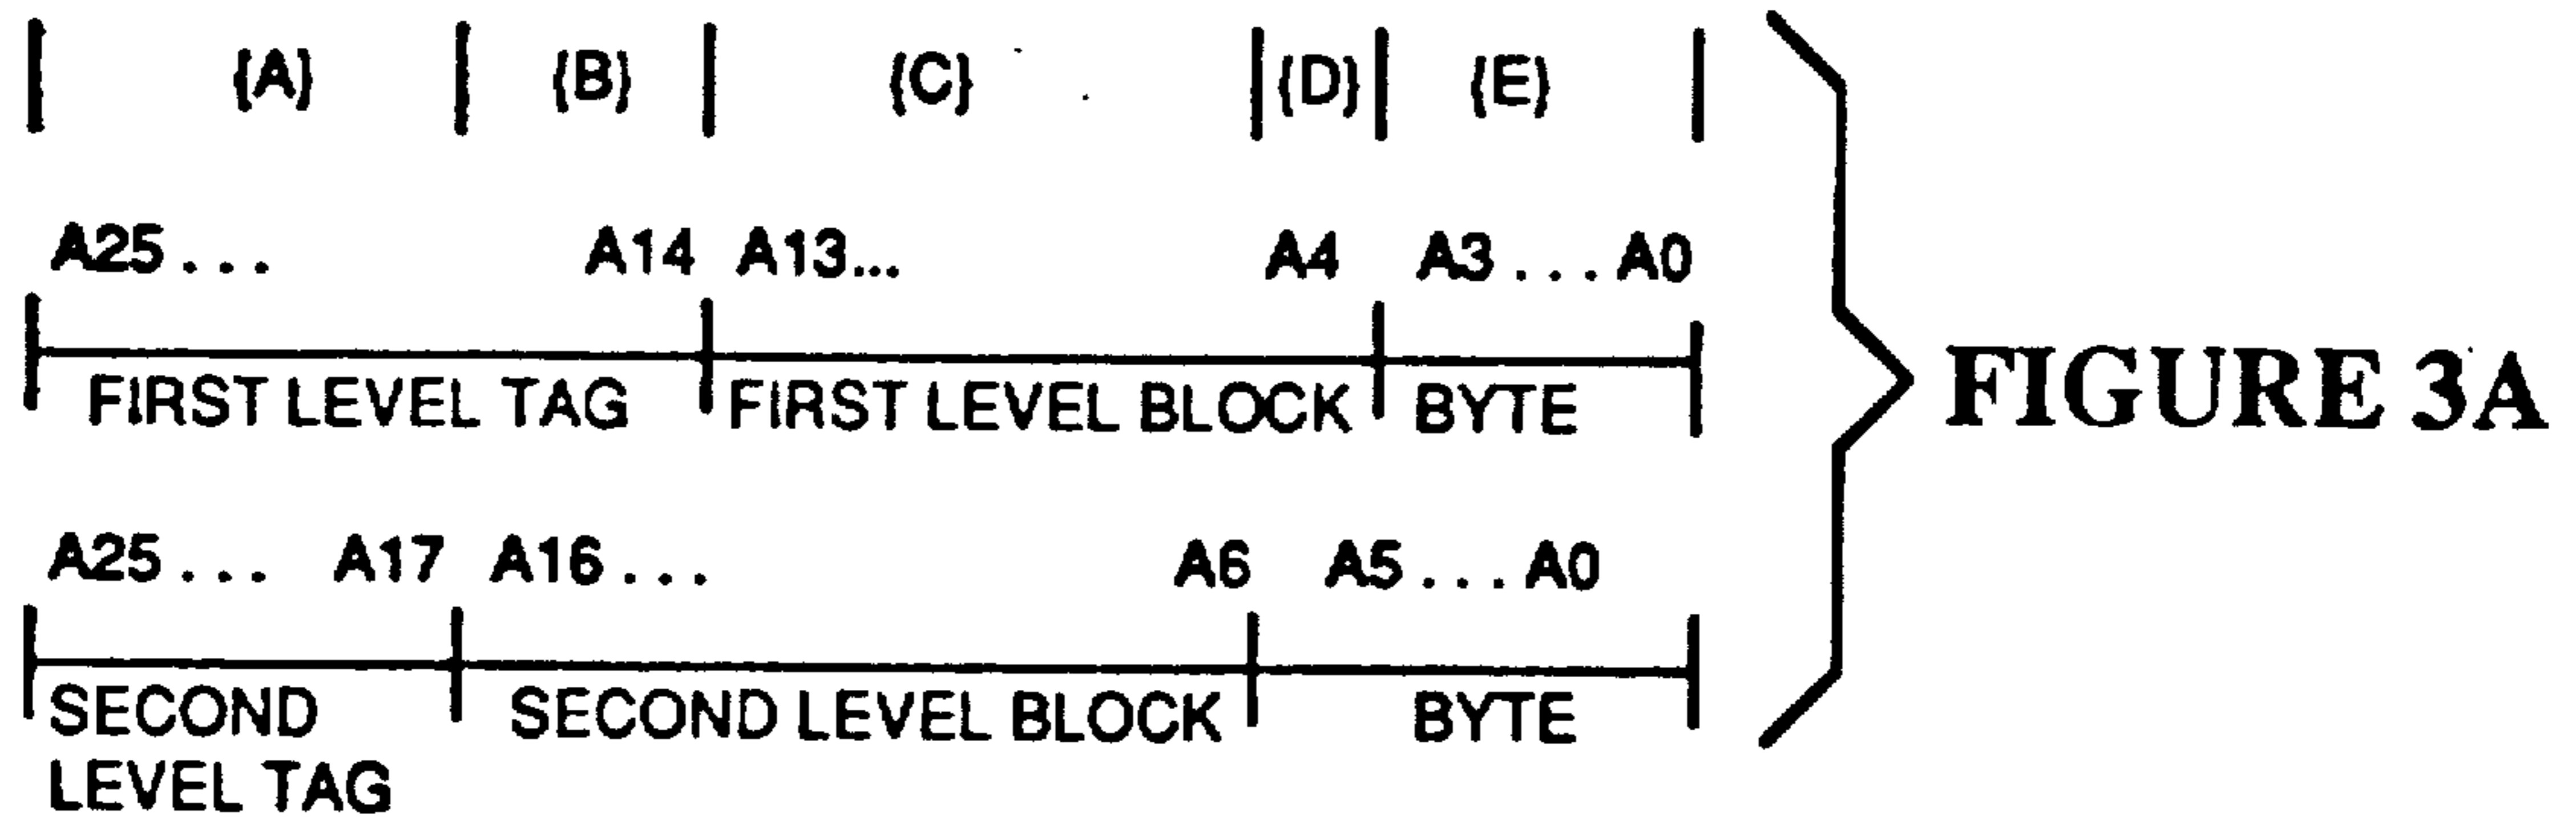 {A} {B} {C} {D} {E}
A25 . . . A14 A13... A4 A3 . . . A0
FIRST LEVEL TAG FIRST LEVEL BLOCK BYTE
A25 . . . A17 A16 . . . A6 A5 . . . A0
SECOND LEVEL TAG SECOND LEVEL BLOCK BYTE
FIGURE 3A